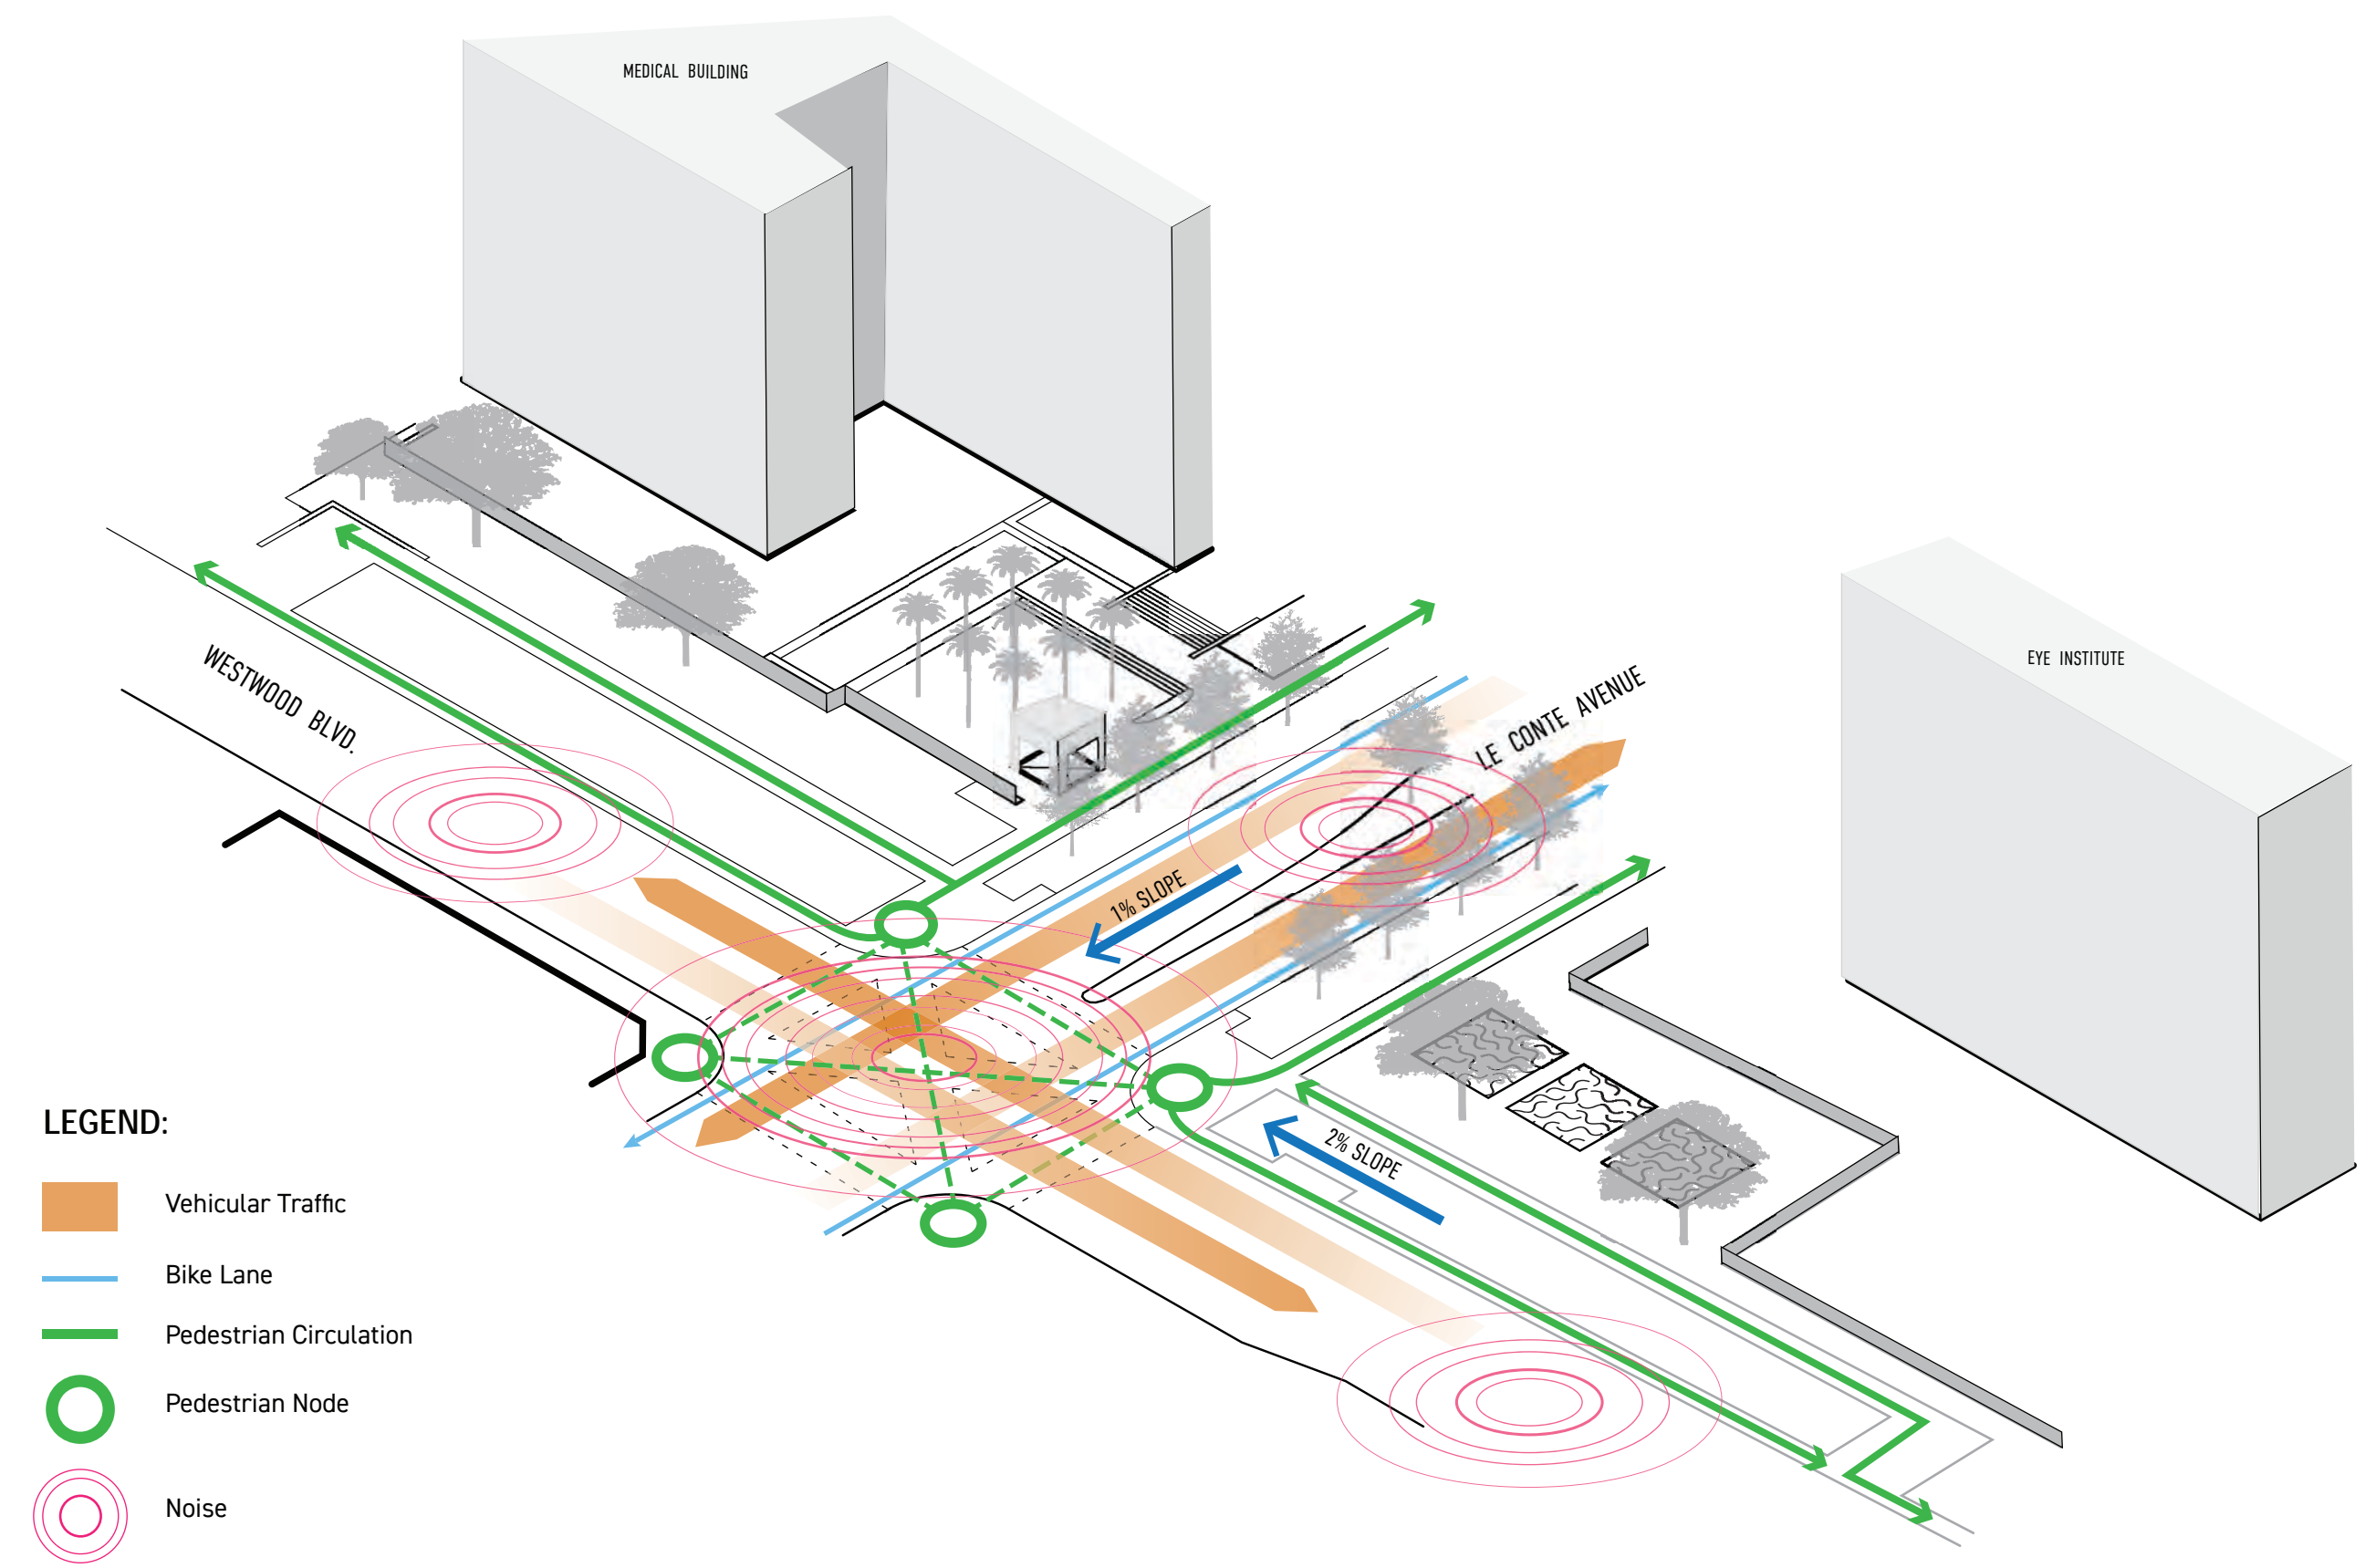 MEDICAL BUILDING
EYE INSTITUTE
WESTWOOD BLVD.
LE CONTE AVENUE
1% SLOPE
2% SLOPE
LEGEND:
Vehicular Traffic
Bike Lane
Pedestrian Circulation
Pedestrian Node
Noise